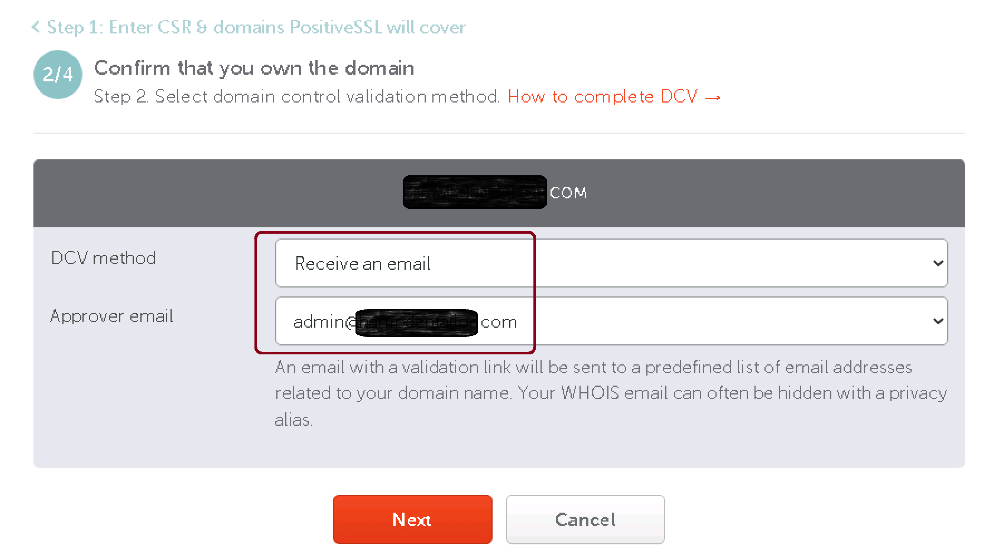 < Step 1: Enter CSR & domains PositiveSSL will cover
2/4
Confirm that you own the domain
Step 2. Select domain control validation method. How to complete DCV →
COM
DCV method
Receive an email
Approver email
admin@ .com
An email with a validation link will be sent to a predefined list of email addresses
related to your domain name. Your WHOIS email can often be hidden with a privacy
alias.
Next
Cancel